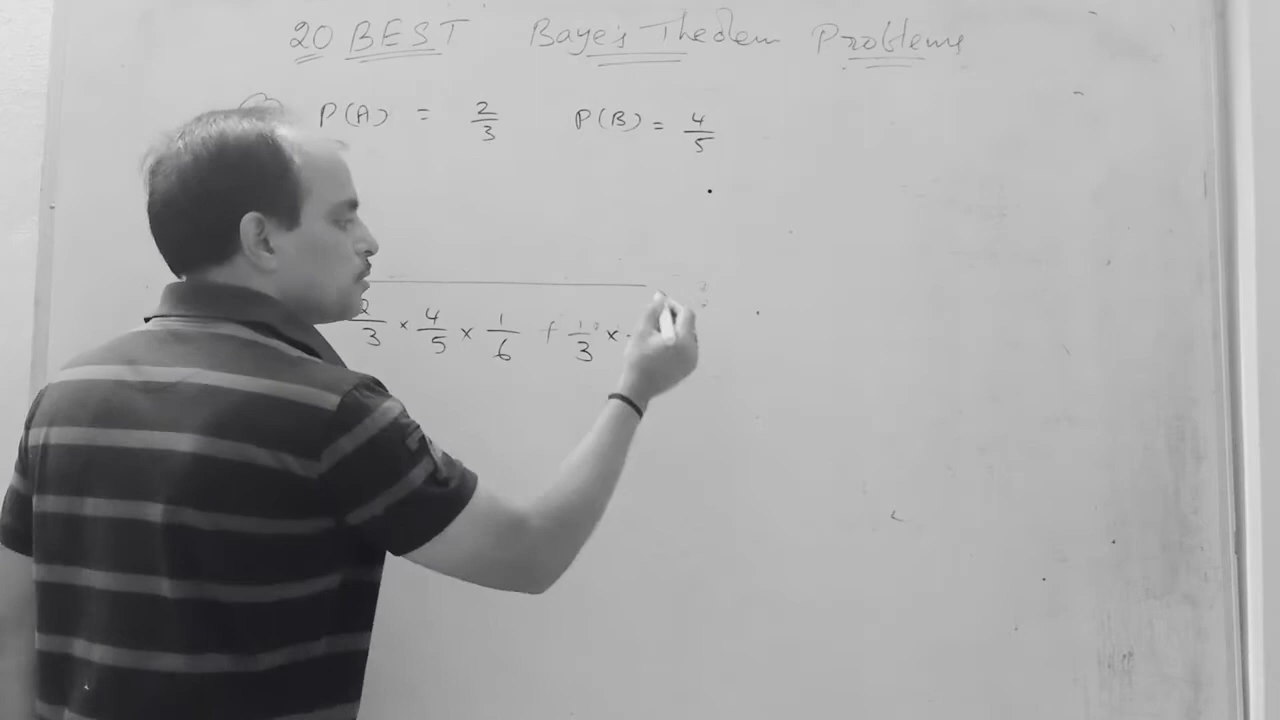 20 BEST Baye's Theorem Problems
P(A) = 2/3 P(B) = 4/5
2/3 × 4/5 × 1/6 + 1/3 ×